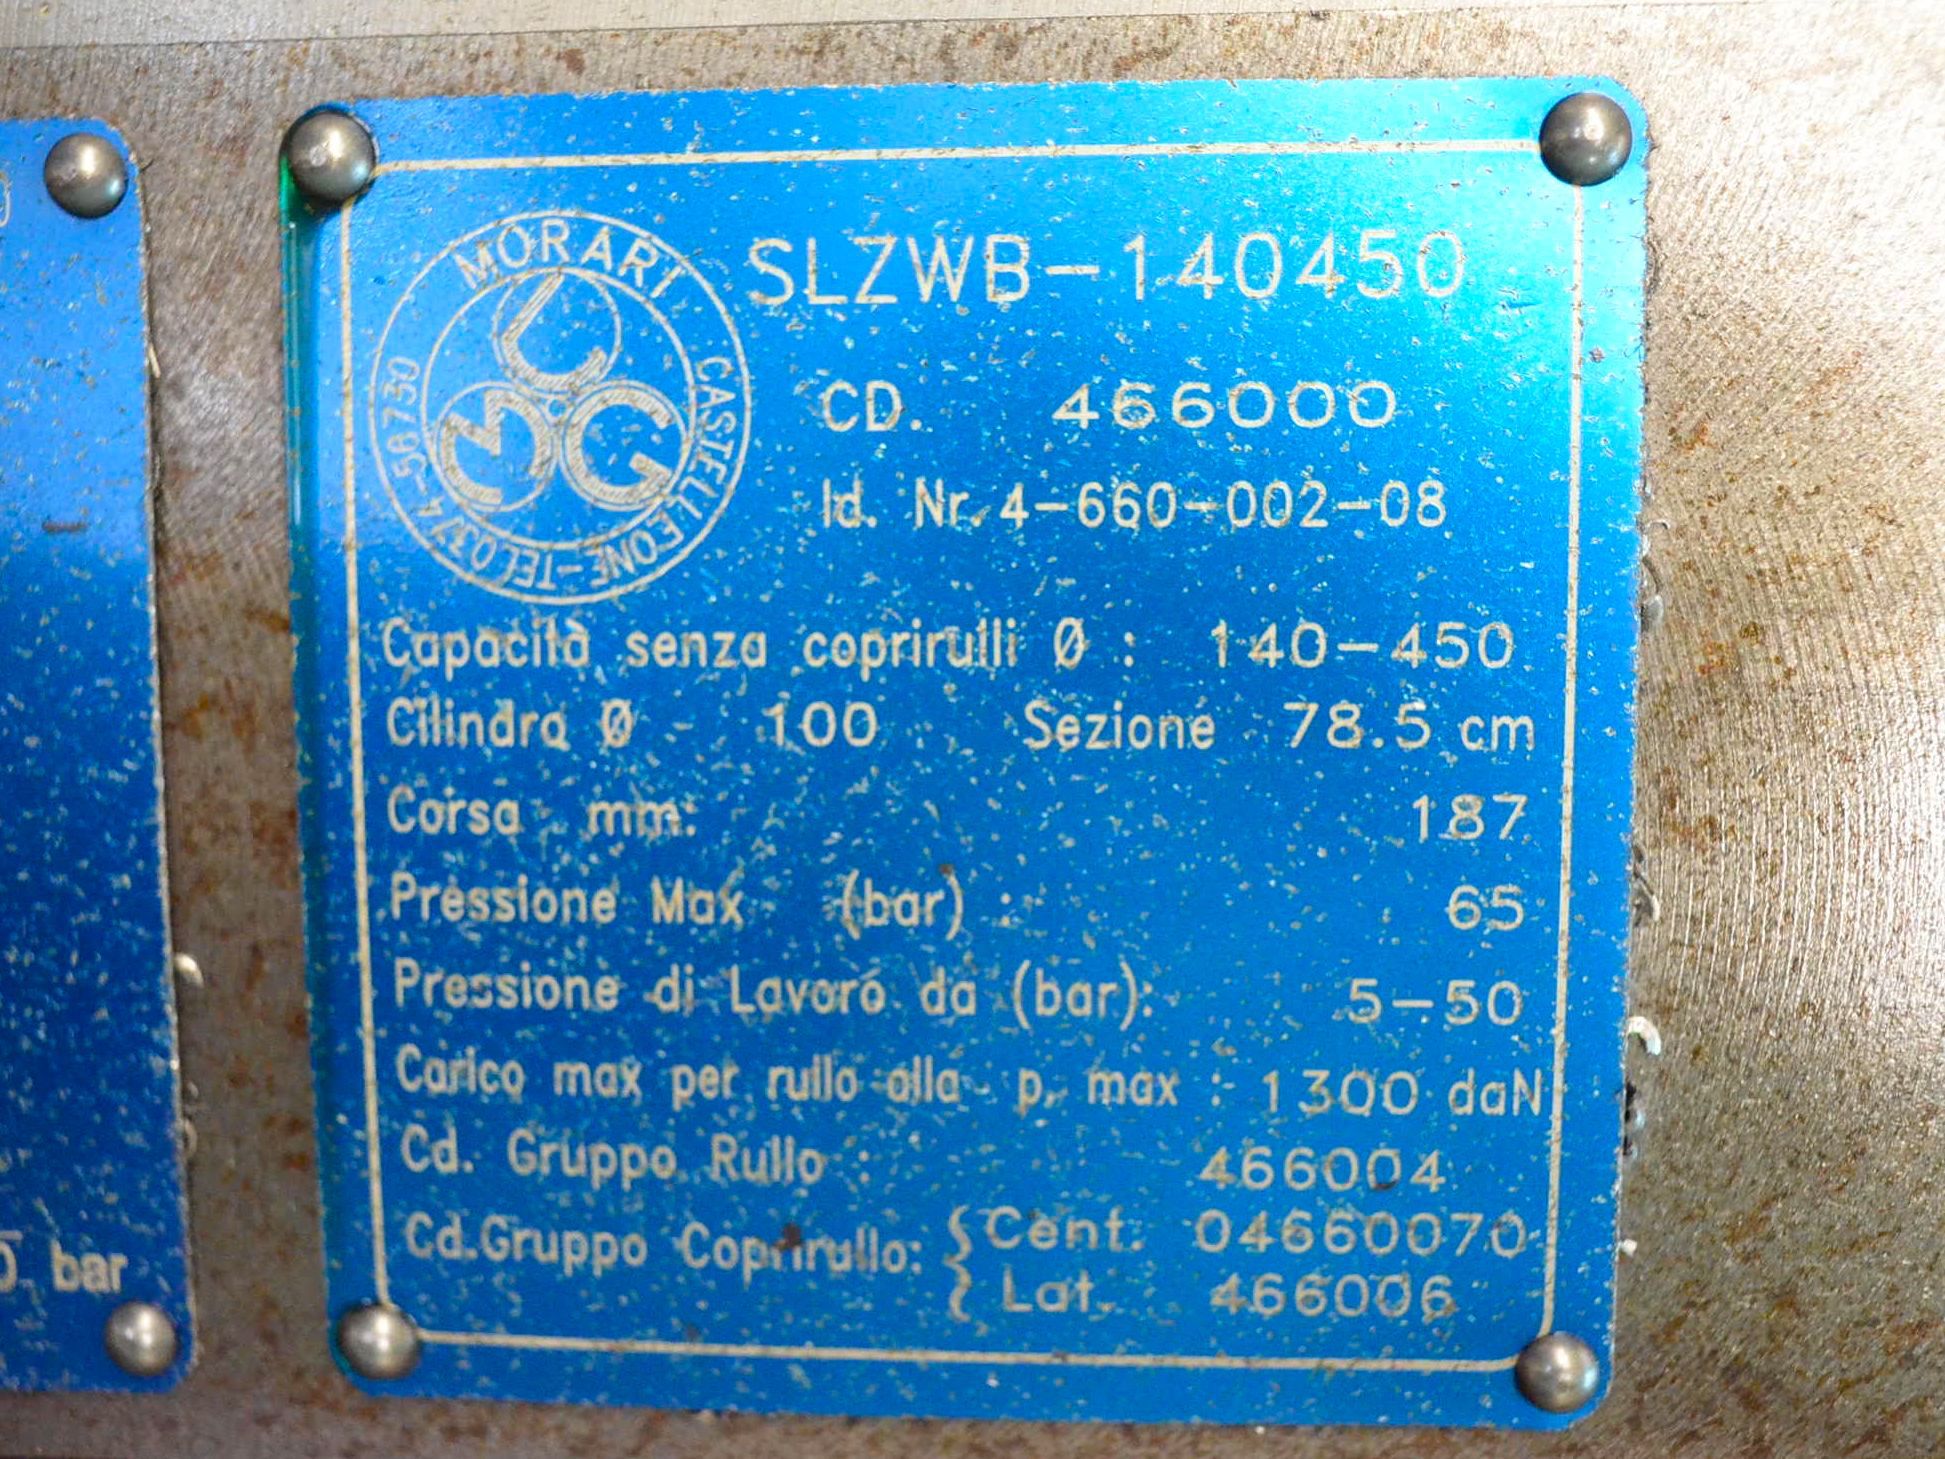 MORARI CASTELLEONE-TEL0374-56730
MLG
SLZWB-140450
CD. 466000
Id. Nr. 4-660-002-08
Capacità senza coprirulli Ø : 140-450
Cilindro Ø 100 Sezione 78.5 cm
Corsa mm: 187
Pressione Max (bar) : 65
Pressione di Lavoro da (bar): 5-50
Carico max per rullo alla p. max : 1300 daN
Cd. Gruppo Rullo : 466004
Cd.Gruppo Coprirullo: { Cent. 04660070
Lat. 466006
bar